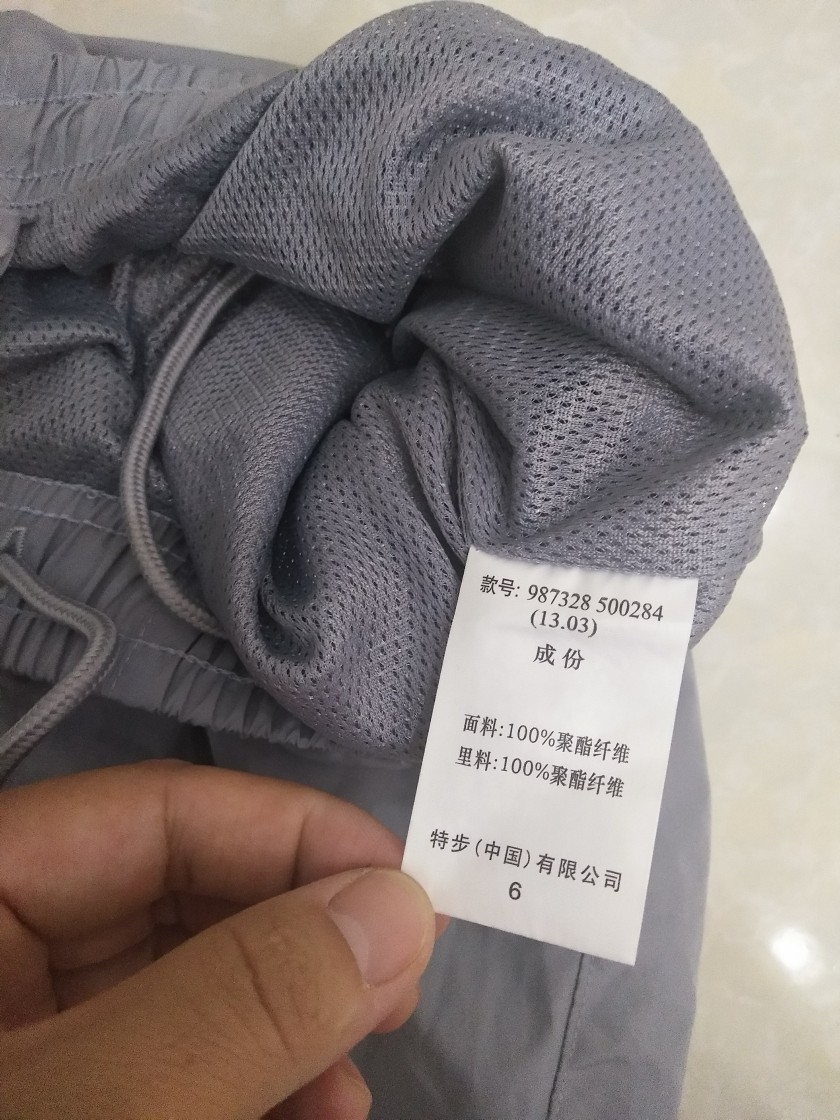 款号: 987328 500284
(13.03)
成份
面料:100%聚酯纤维
里料:100%聚酯纤维
特步(中国)有限公司
6